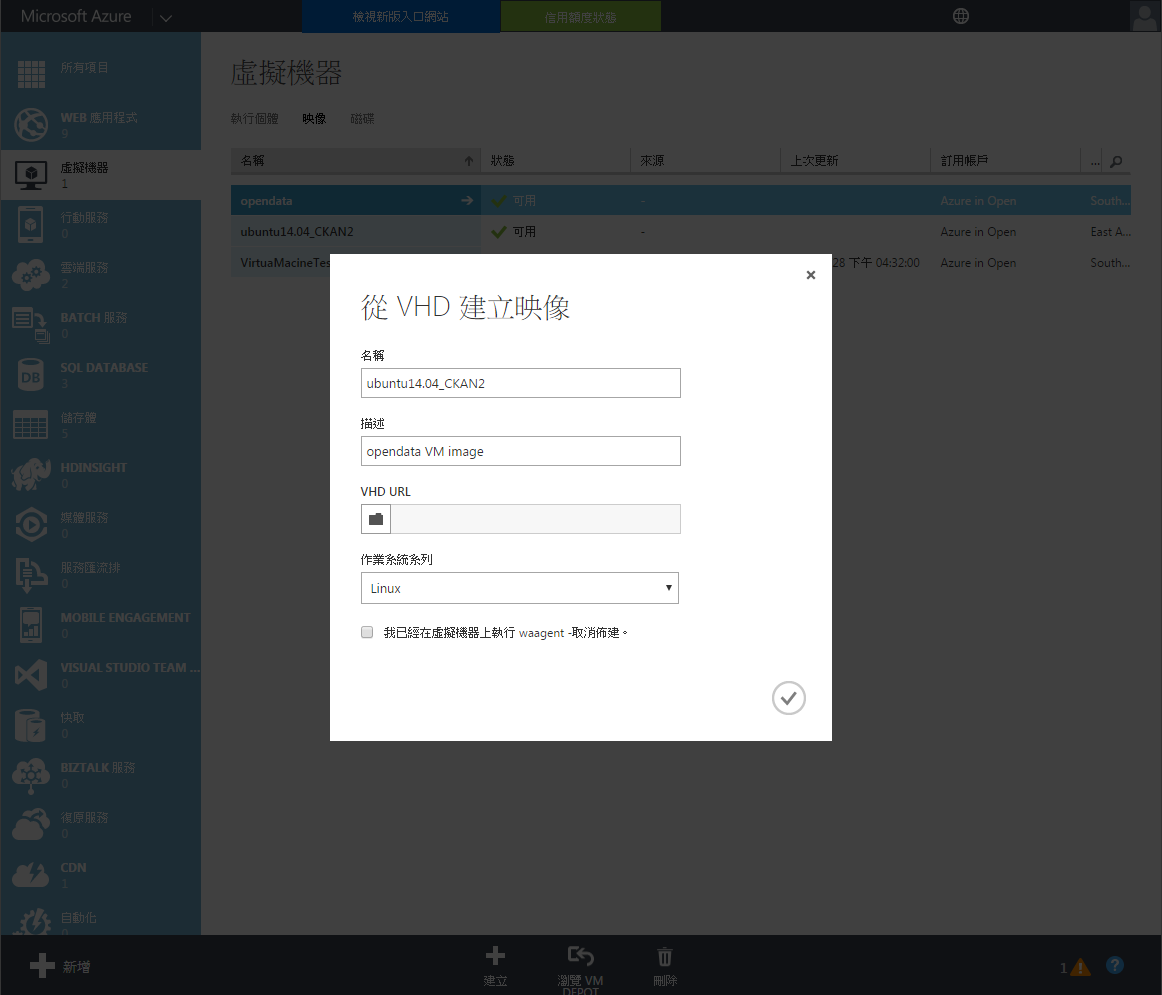 Microsoft Azure
檢視新版入口網站
信用額度狀態
所有項目
WEB 應用程式
9
虛擬機器
1
行動服務
0
雲端服務
2
BATCH 服務
0
SQL DATABASE
3
儲存體
5
HDINSIGHT
0
媒體服務
0
服務匯流排
0
MOBILE ENGAGEMENT
0
VISUAL STUDIO TEAM ...
0
快取
0
BIZTALK 服務
0
復原服務
0
CDN
1
自動化
0
虛擬機器
執行個體 映像 磁碟
名稱 狀態 來源 上次更新 訂用帳戶 ...
opendata 可用 - Azure in Open South...
ubuntu14.04_CKAN2 可用 - Azure in Open East A...
VirtuaMacineTes 28 下午 04:32:00 Azure in Open South...
從 VHD 建立映像
名稱
ubuntu14.04_CKAN2
描述
opendata VM image
VHD URL
作業系統系列
Linux
我已經在虛擬機器上執行 waagent -取消佈建。
新增
建立
瀏覽 VM
DEPOT
刪除
1